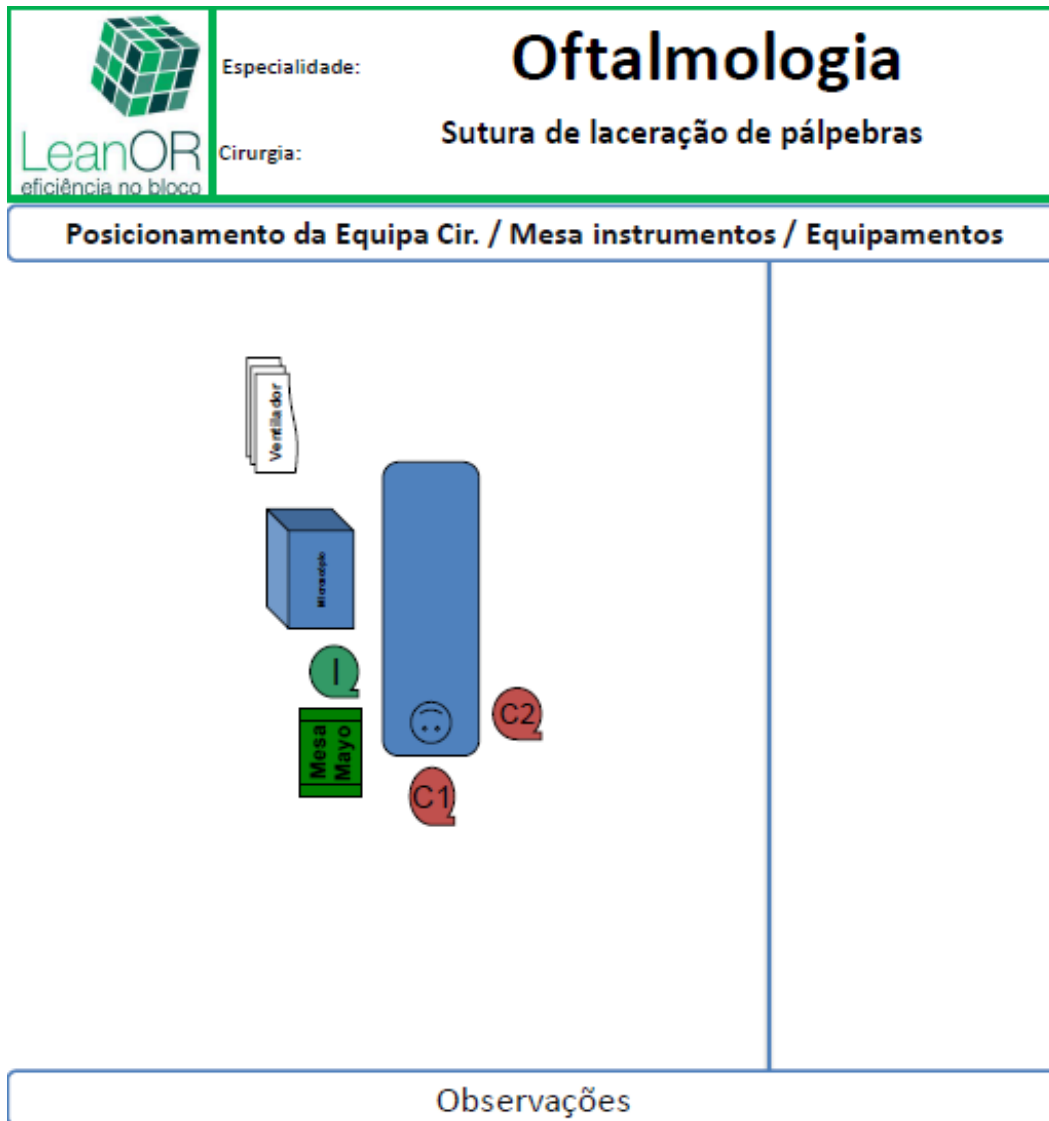 LeanOR
eficiência no bloco
Especialidade:
Oftalmologia
Cirurgia:
Sutura de laceração de pálpebras
Posicionamento da Equipa Cir. / Mesa instrumentos / Equipamentos
Ventilador
Microscópio
I
Mesa
Mayo
C2
C1
Observações